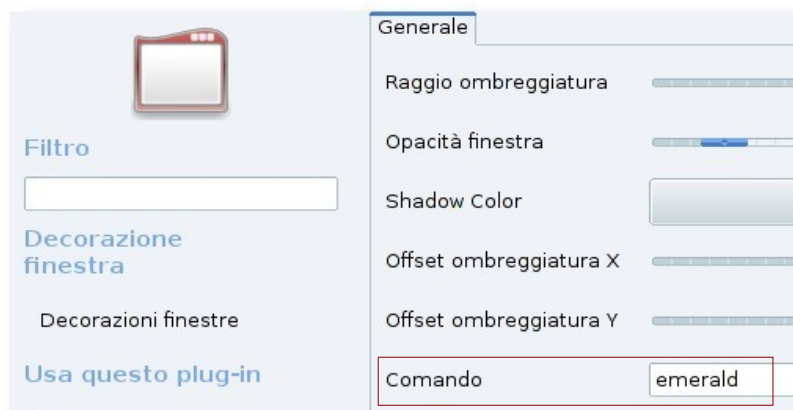 Filtro
Decorazione
finestra
Decorazioni finestre
Usa questo plug-in
Generale
Raggio ombreggiatura
Opacità finestra
Shadow Color
Offset ombreggiatura X
Offset ombreggiatura Y
Comando emerald